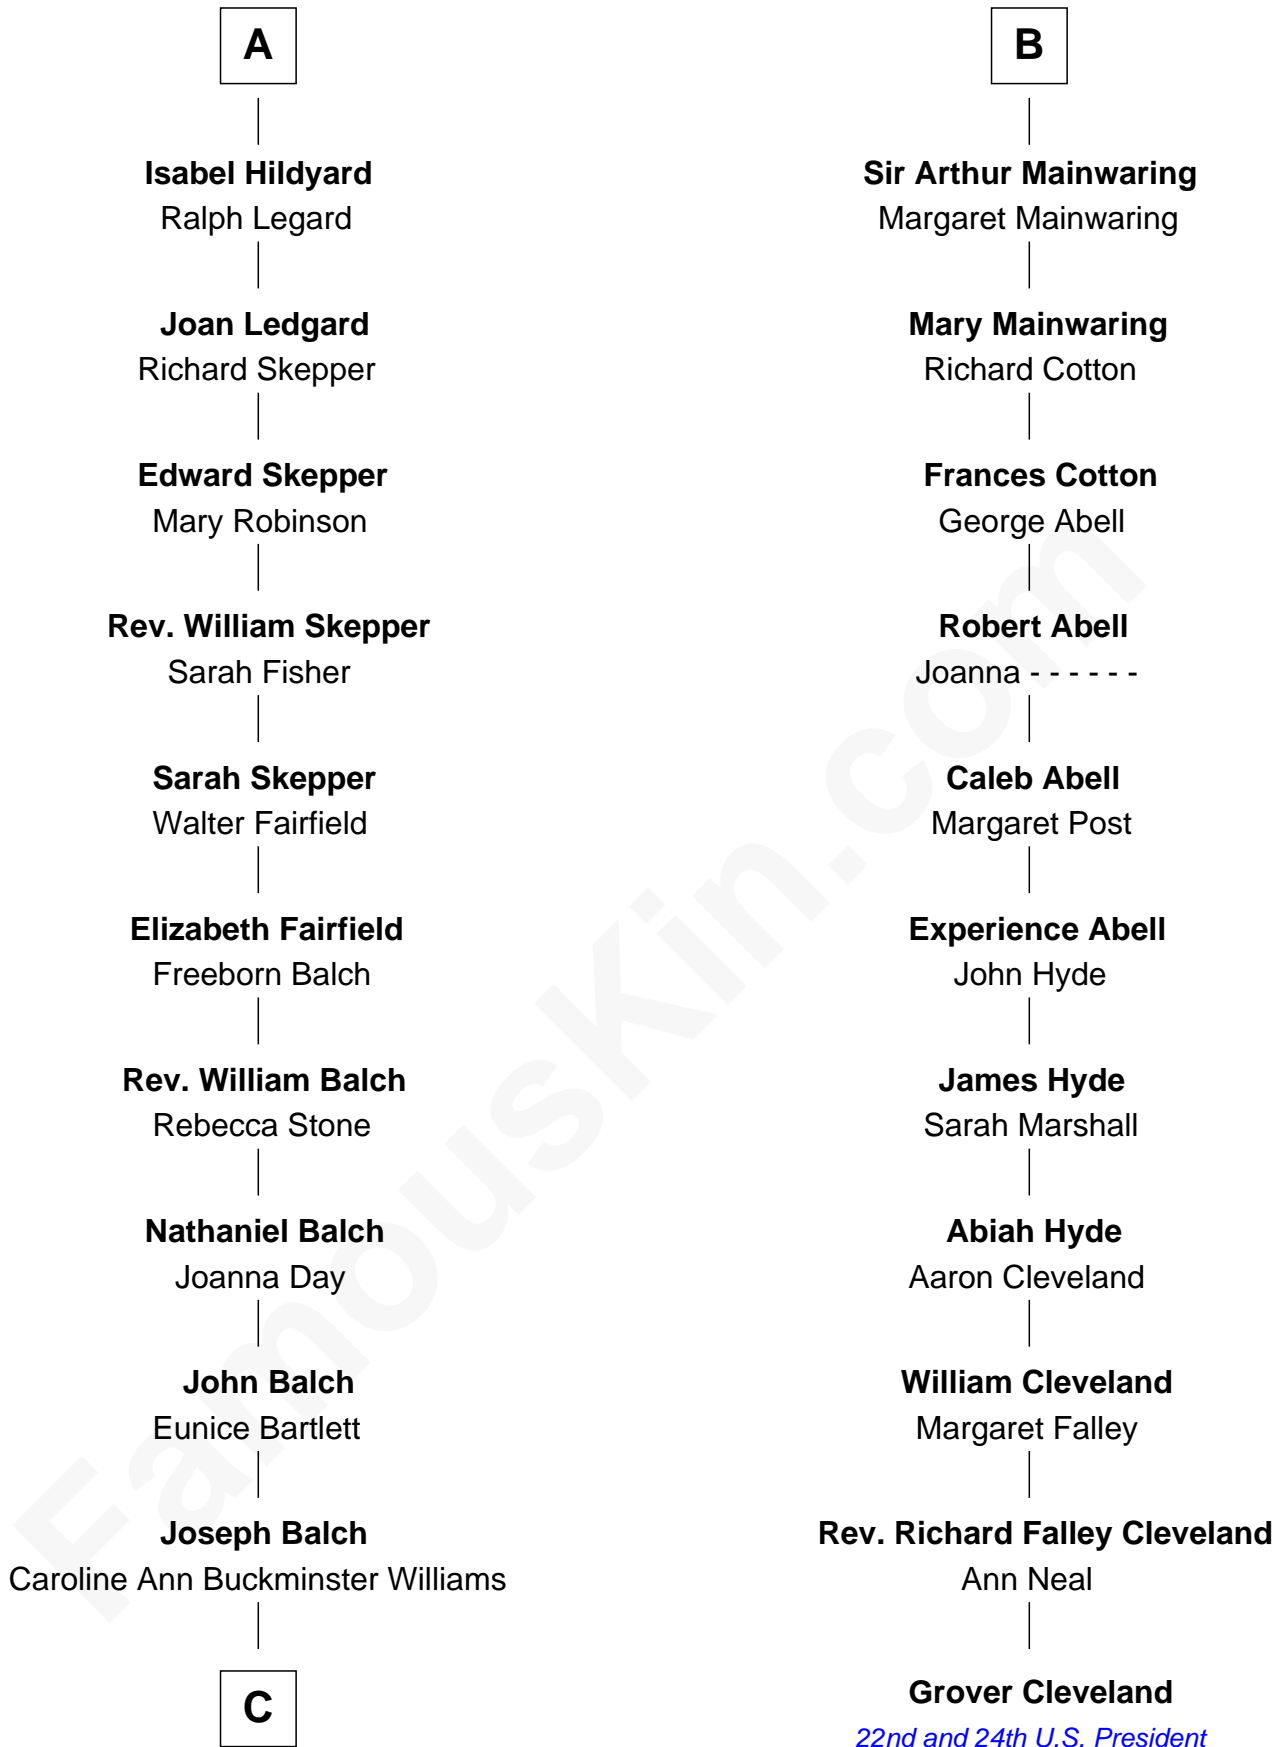 A
Isabel Hildyard
Ralph Legard
Joan Ledgard
Richard Skepper
Edward Skepper
Mary Robinson
Rev. William Skepper
Sarah Fisher
Sarah Skepper
Walter Fairfield
Elizabeth Fairfield
Freeborn Balch
Rev. William Balch
Rebecca Stone
Nathaniel Balch
Joanna Day
John Balch
Eunice Bartlett
Joseph Balch
Caroline Ann Buckminster Williams
C
B
Sir Arthur Mainwaring
Margaret Mainwaring
Mary Mainwaring
Richard Cotton
Frances Cotton
George Abell
Robert Abell
Joanna - - - - - -
Caleb Abell
Margaret Post
Experience Abell
John Hyde
James Hyde
Sarah Marshall
Abiah Hyde
Aaron Cleveland
William Cleveland
Margaret Falley
Rev. Richard Falley Cleveland
Ann Neal
Grover Cleveland
22nd and 24th U.S. President
FamousKin.com